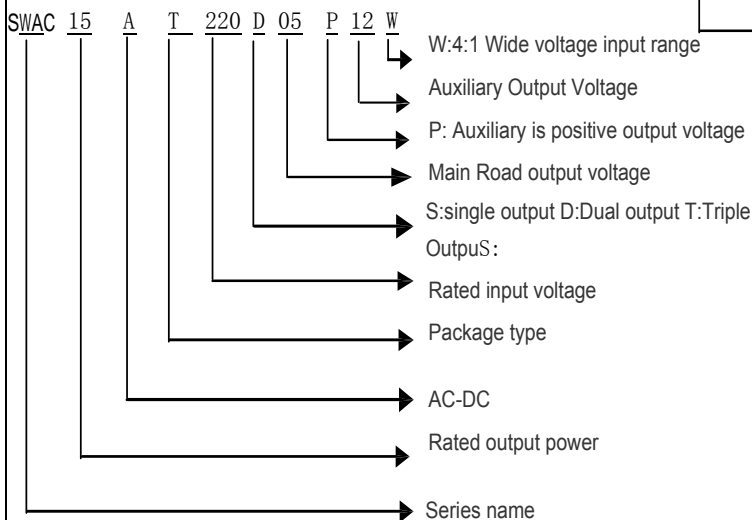 SWAC 15 A T 220 D 05 P 12 W
W:4:1 Wide voltage input range
Auxiliary Output Voltage
P: Auxiliary is positive output voltage
Main Road output voltage
S:single output D:Dual output T:Triple
OutpuS:
Rated input voltage
Package type
AC-DC
Rated output power
Series name